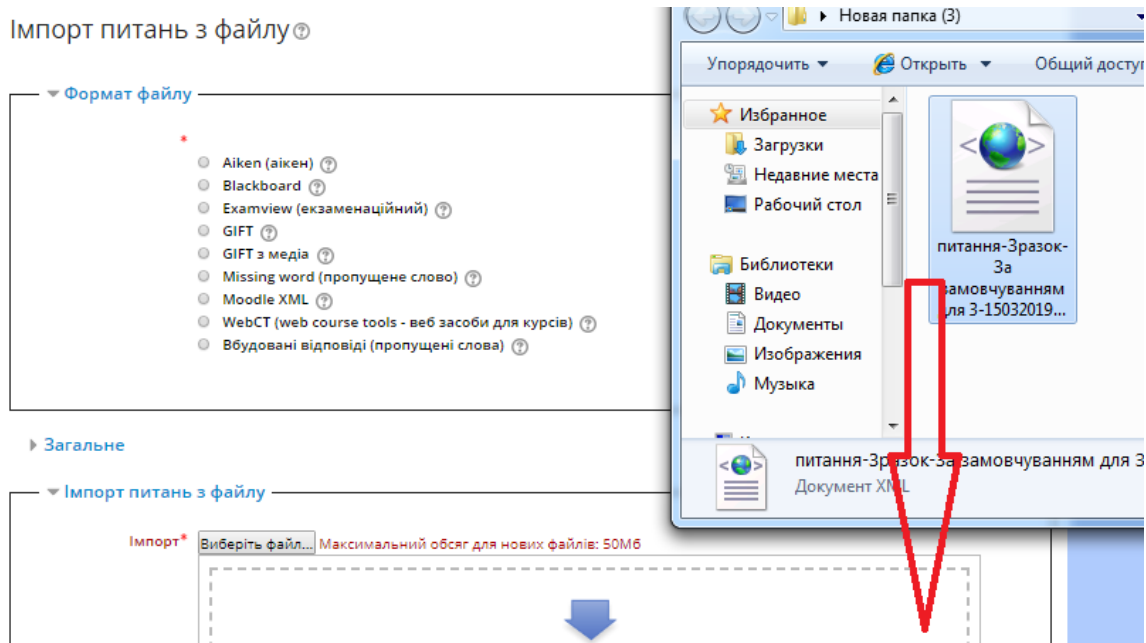 Імпорт питань з файлу
Формат файлу
*
Aiken (аікен)
Blackboard
Examview (екзаменаційний)
GIFT
GIFT з медіа
Missing word (пропущене слово)
Moodle XML
WebCT (web course tools - веб засоби для курсів)
Вбудовані відповіді (пропущені слова)
Загальне
Імпорт питань з файлу
Імпорт*
Виберіть файл...
Максимальний обсяг для нових файлів: 50Мб
Новая папка (3)
Упорядочить
Открыть
Общий доступ
Избранное
Загрузки
Недавние места
Рабочий стол
Библиотеки
Видео
Документы
Изображения
Музыка
питання-Зразок-
За
замовчуванням
для З-15032019...
питання-Зразок-За замовчуванням для З
Документ XML